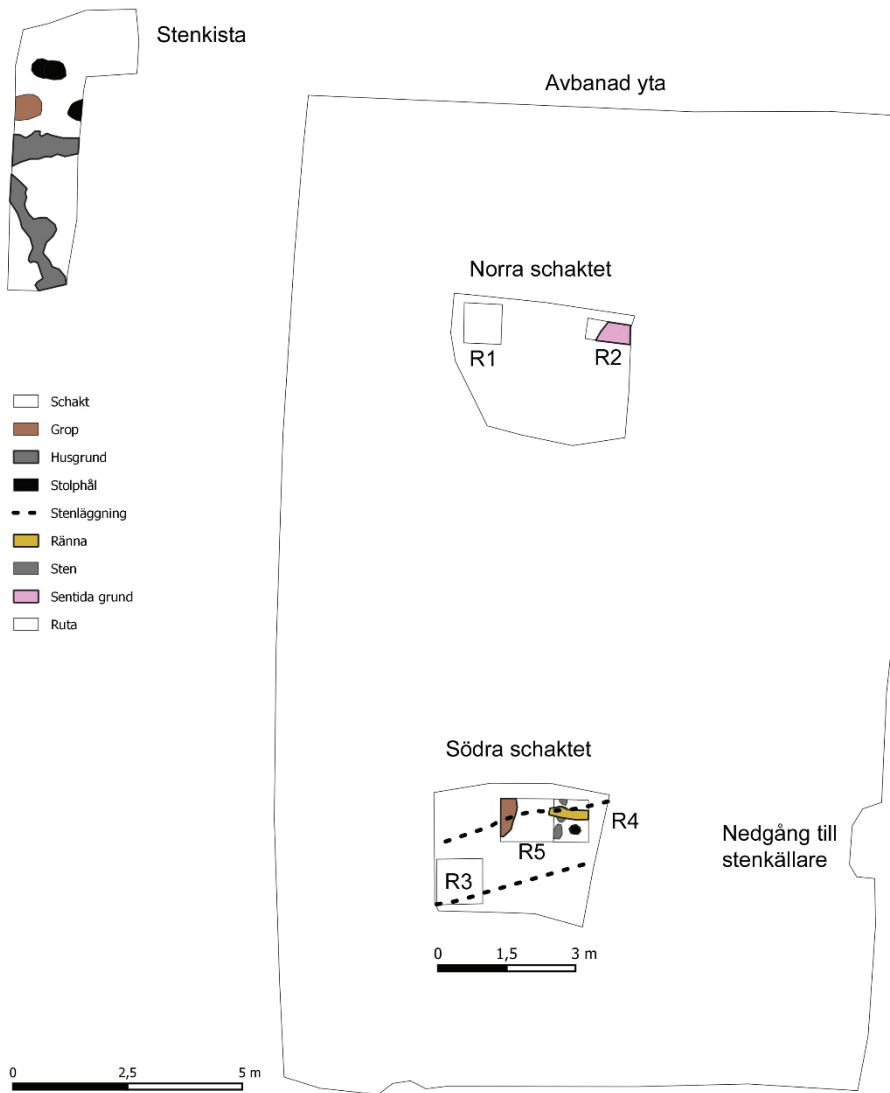 Stenkista
Avbanad yta
Norra schaktet
R1
R2
Schakt
Grop
Husgrund
Stolphål
Stenläggning
Ränna
Sten
Sentida grund
Ruta
Södra schaktet
R4
R5
R3
Nedgång till
stenkällare
0 1,5 3 m
0 2,5 5 m